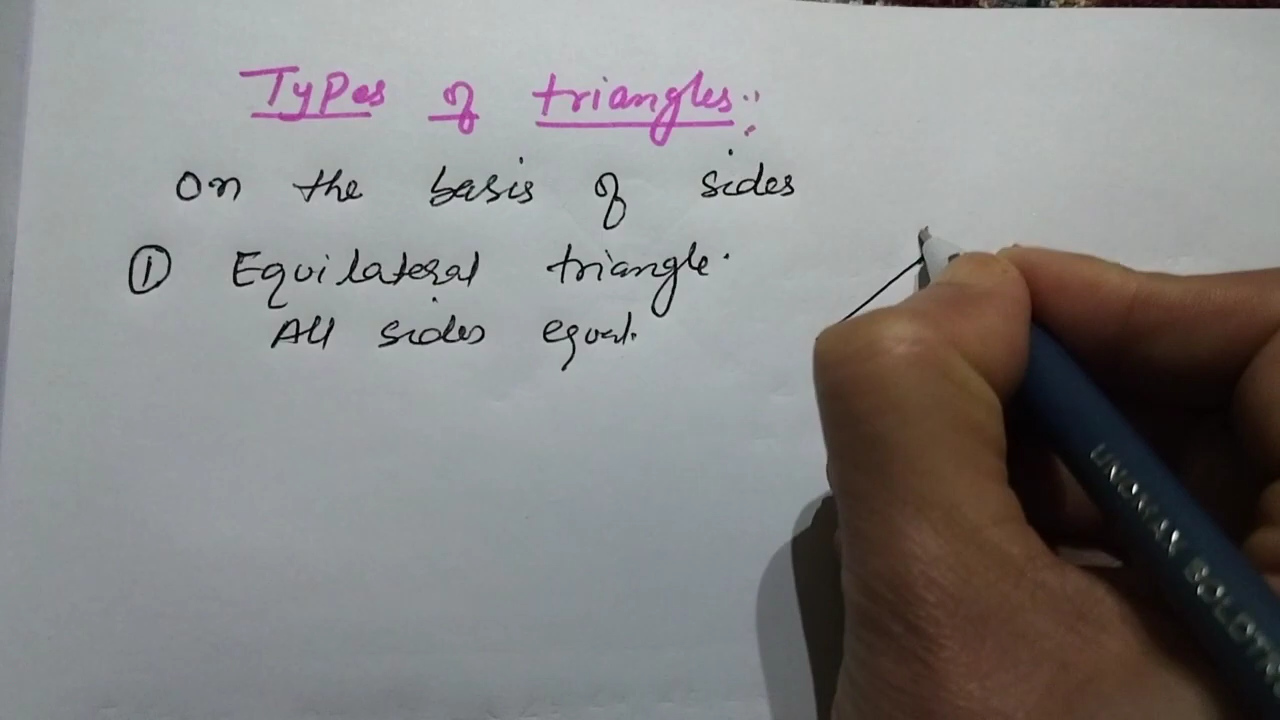 Types of triangles:
On the basis of sides
① Equilateral triangle.
All sides equal.